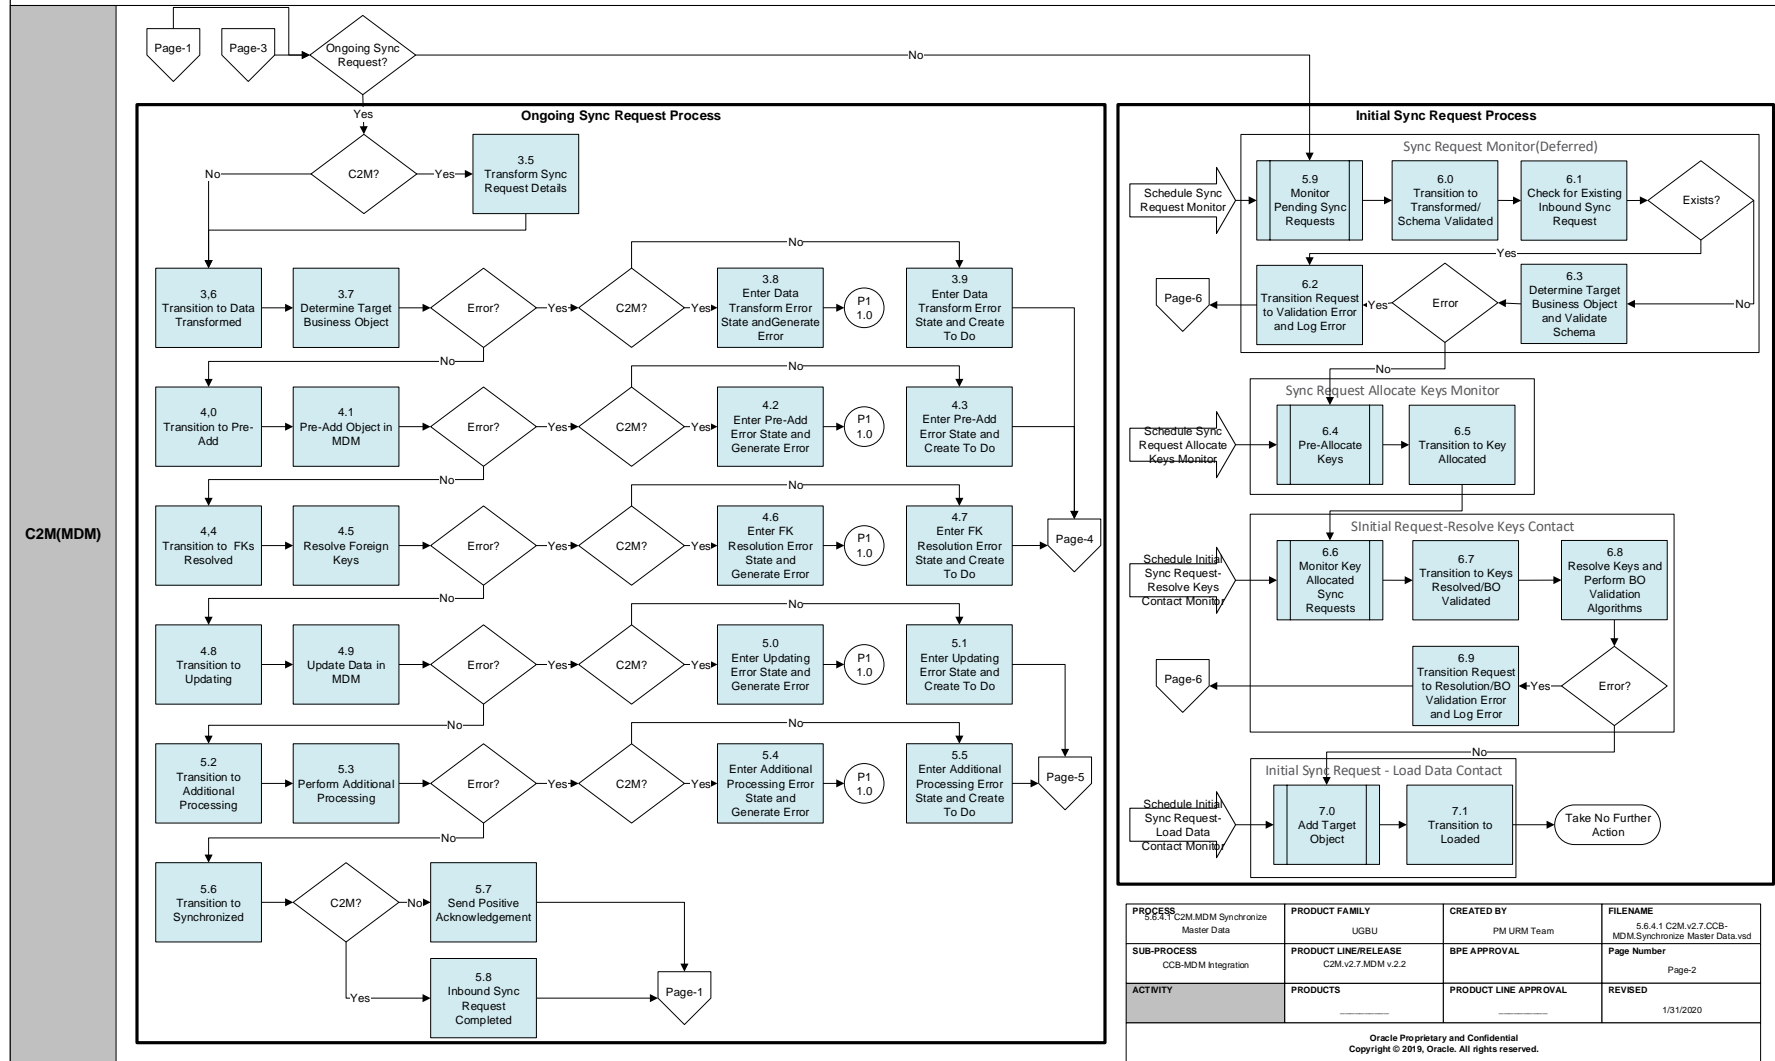 Page-1
Page-3
Ongoing Sync
Request?
No
Yes
Ongoing Sync Request Process
C2M?
No
Yes
3.5
Transform Sync
Request Details
3,6
Transition to Data
Transformed
3.7
Determine Target
Business Object
Error?
Yes
C2M?
No
Yes
3.8
Enter Data
Transform Error
State andGenerate
Error
P1
1.0
3.9
Enter Data
Transform Error
State and Create
To Do
No
4,0
Transition to Pre-
Add
4.1
Pre-Add Object in
MDM
Error?
Yes
C2M?
No
Yes
4.2
Enter Pre-Add
Error State and
Generate Error
P1
1.0
4.3
Enter Pre-Add
Error State and
Create To Do
No
4,4
Transition to  FKs
Resolved
4.5
Resolve Foreign
Keys
Error?
Yes
C2M?
No
Yes
4.6
Enter FK
Resolution Error
State and
Generate Error
P1
1.0
4.7
Enter FK
Resolution Error
State and Create
To Do
Page-4
No
4.8
Transition to
Updating
4.9
Update Data in
MDM
Error?
Yes
C2M?
No
Yes
5.0
Enter Updating
Error State and
Generate Error
P1
1.0
5.1
Enter Updating
Error State and
Create To Do
No
5.2
Transition to
Additional
Processing
5.3
Perform Additional
Processing
Error?
Yes
C2M?
No
Yes
5.4
Enter Additional
Processing Error
State and
Generate Error
P1
1.0
5.5
Enter Additional
Processing Error
State and Create
To Do
Page-5
No
5.6
Transition to
Synchronized
C2M?
No
5.7
Send Positive
Acknowledgement
Yes
5.8
Inbound Sync
Request
Completed
Page-1
C2M(MDM)
Initial Sync Request Process
Sync Request Monitor(Deferred)
Schedule Sync
Request Monitor
5.9
Monitor
Pending Sync
Requests
6.0
Transition to
Transformed/
Schema Validated
6.1
Check for Existing
Inbound Sync
Request
Exists?
Yes
No
Page-6
6.2
Transition Request
to Validation Error
and Log Error
Yes
Error
6.3
Determine Target
Business Object
and Validate
Schema
No
Sync Request Allocate Keys Monitor
Schedule Sync
Request Allocate
Keys Monitor
6.4
Pre-Allocate
Keys
6.5
Transition to Key
Allocated
SInitial Request-Resolve Keys Contact
Schedule Initial
Sync Request-
Resolve Keys
Contact Monitor
6.6
Monitor Key
Allocated
Sync
Requests
6.7
Transition to Keys
Resolved/BO
Validated
6.8
Resolve Keys and
Perform BO
Validation
Algorithms
Page-6
6.9
Transition Request
to Resolution/BO
Validation Error
and Log Error
Yes
Error?
No
Initial Sync Request - Load Data Contact
Schedule Initial
Sync Request-
Load Data
Contact Monitor
7.0
Add Target
Object
7.1
Transition to
Loaded
Take No Further
Action
PROCESS
5.6.4.1 C2M.MDM Synchronize
Master Data
PRODUCT FAMILY
UGBU
CREATED BY
PM URM Team
FILENAME
5.6.4.1 C2M.v2.7.CCB-
MDM.Synchronize Master Data.vsd
SUB-PROCESS
CCB-MDM Integration
PRODUCT LINE/RELEASE
C2M.v2.7.MDM v.2.2
BPE APPROVAL
Page Number
Page-2
ACTIVITY
PRODUCTS
PRODUCT LINE APPROVAL
REVISED
1/31/2020
Oracle Proprietary and Confidential
Copyright © 2019, Oracle. All rights reserved.